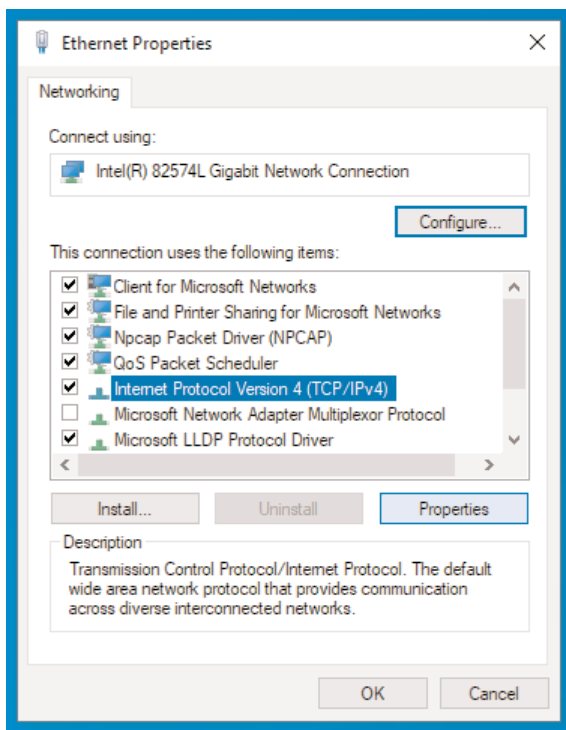 Ethernet Properties
Networking
Connect using:
Intel(R) 82574L Gigabit Network Connection
Configure...
This connection uses the following items:
Client for Microsoft Networks
File and Printer Sharing for Microsoft Networks
Npcap Packet Driver (NPCAP)
QoS Packet Scheduler
Internet Protocol Version 4 (TCP/IPv4)
Microsoft Network Adapter Multiplexor Protocol
Microsoft LLDP Protocol Driver
Install... Uninstall Properties
Description
Transmission Control Protocol/Internet Protocol. The default
wide area network protocol that provides communication
across diverse interconnected networks.
OK Cancel